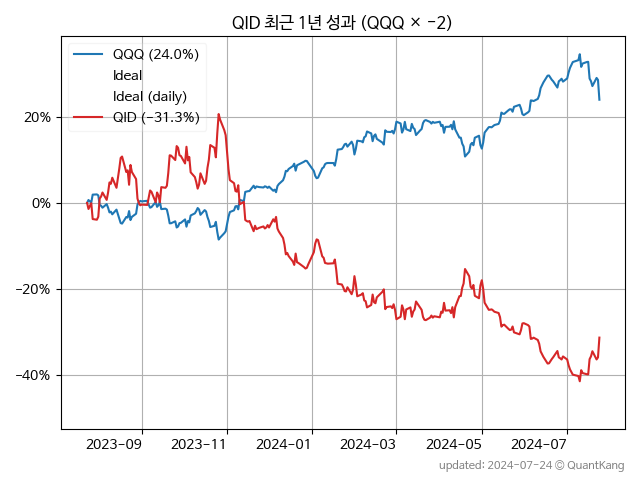 QID 최근 1년 성과 (QQQ × −2)
QQQ (24.0%)
Ideal
Ideal (daily)
QID (−31.3%)
20%
0%
−20%
−40%
2023−09
2023−11
2024−01
2024−03
2024−05
2024−07
updated: 2024−07−24 © QuantKang